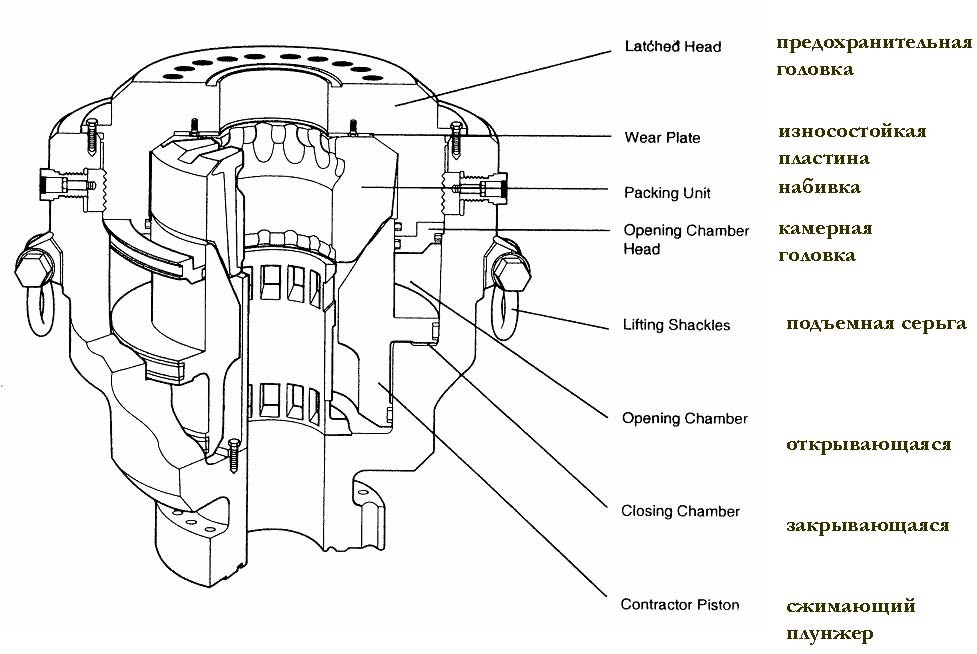 Latched Head
предохранительная
головка
Wear Plate
износостойкая
пластина
Packing Unit
набивка
Opening Chamber
Head
камерная
головка
Lifting Shackles
подъемная серьга
Opening Chamber
открывающаяся
Closing Chamber
закрывающаяся
Contractor Piston
сжимающий
плунжер